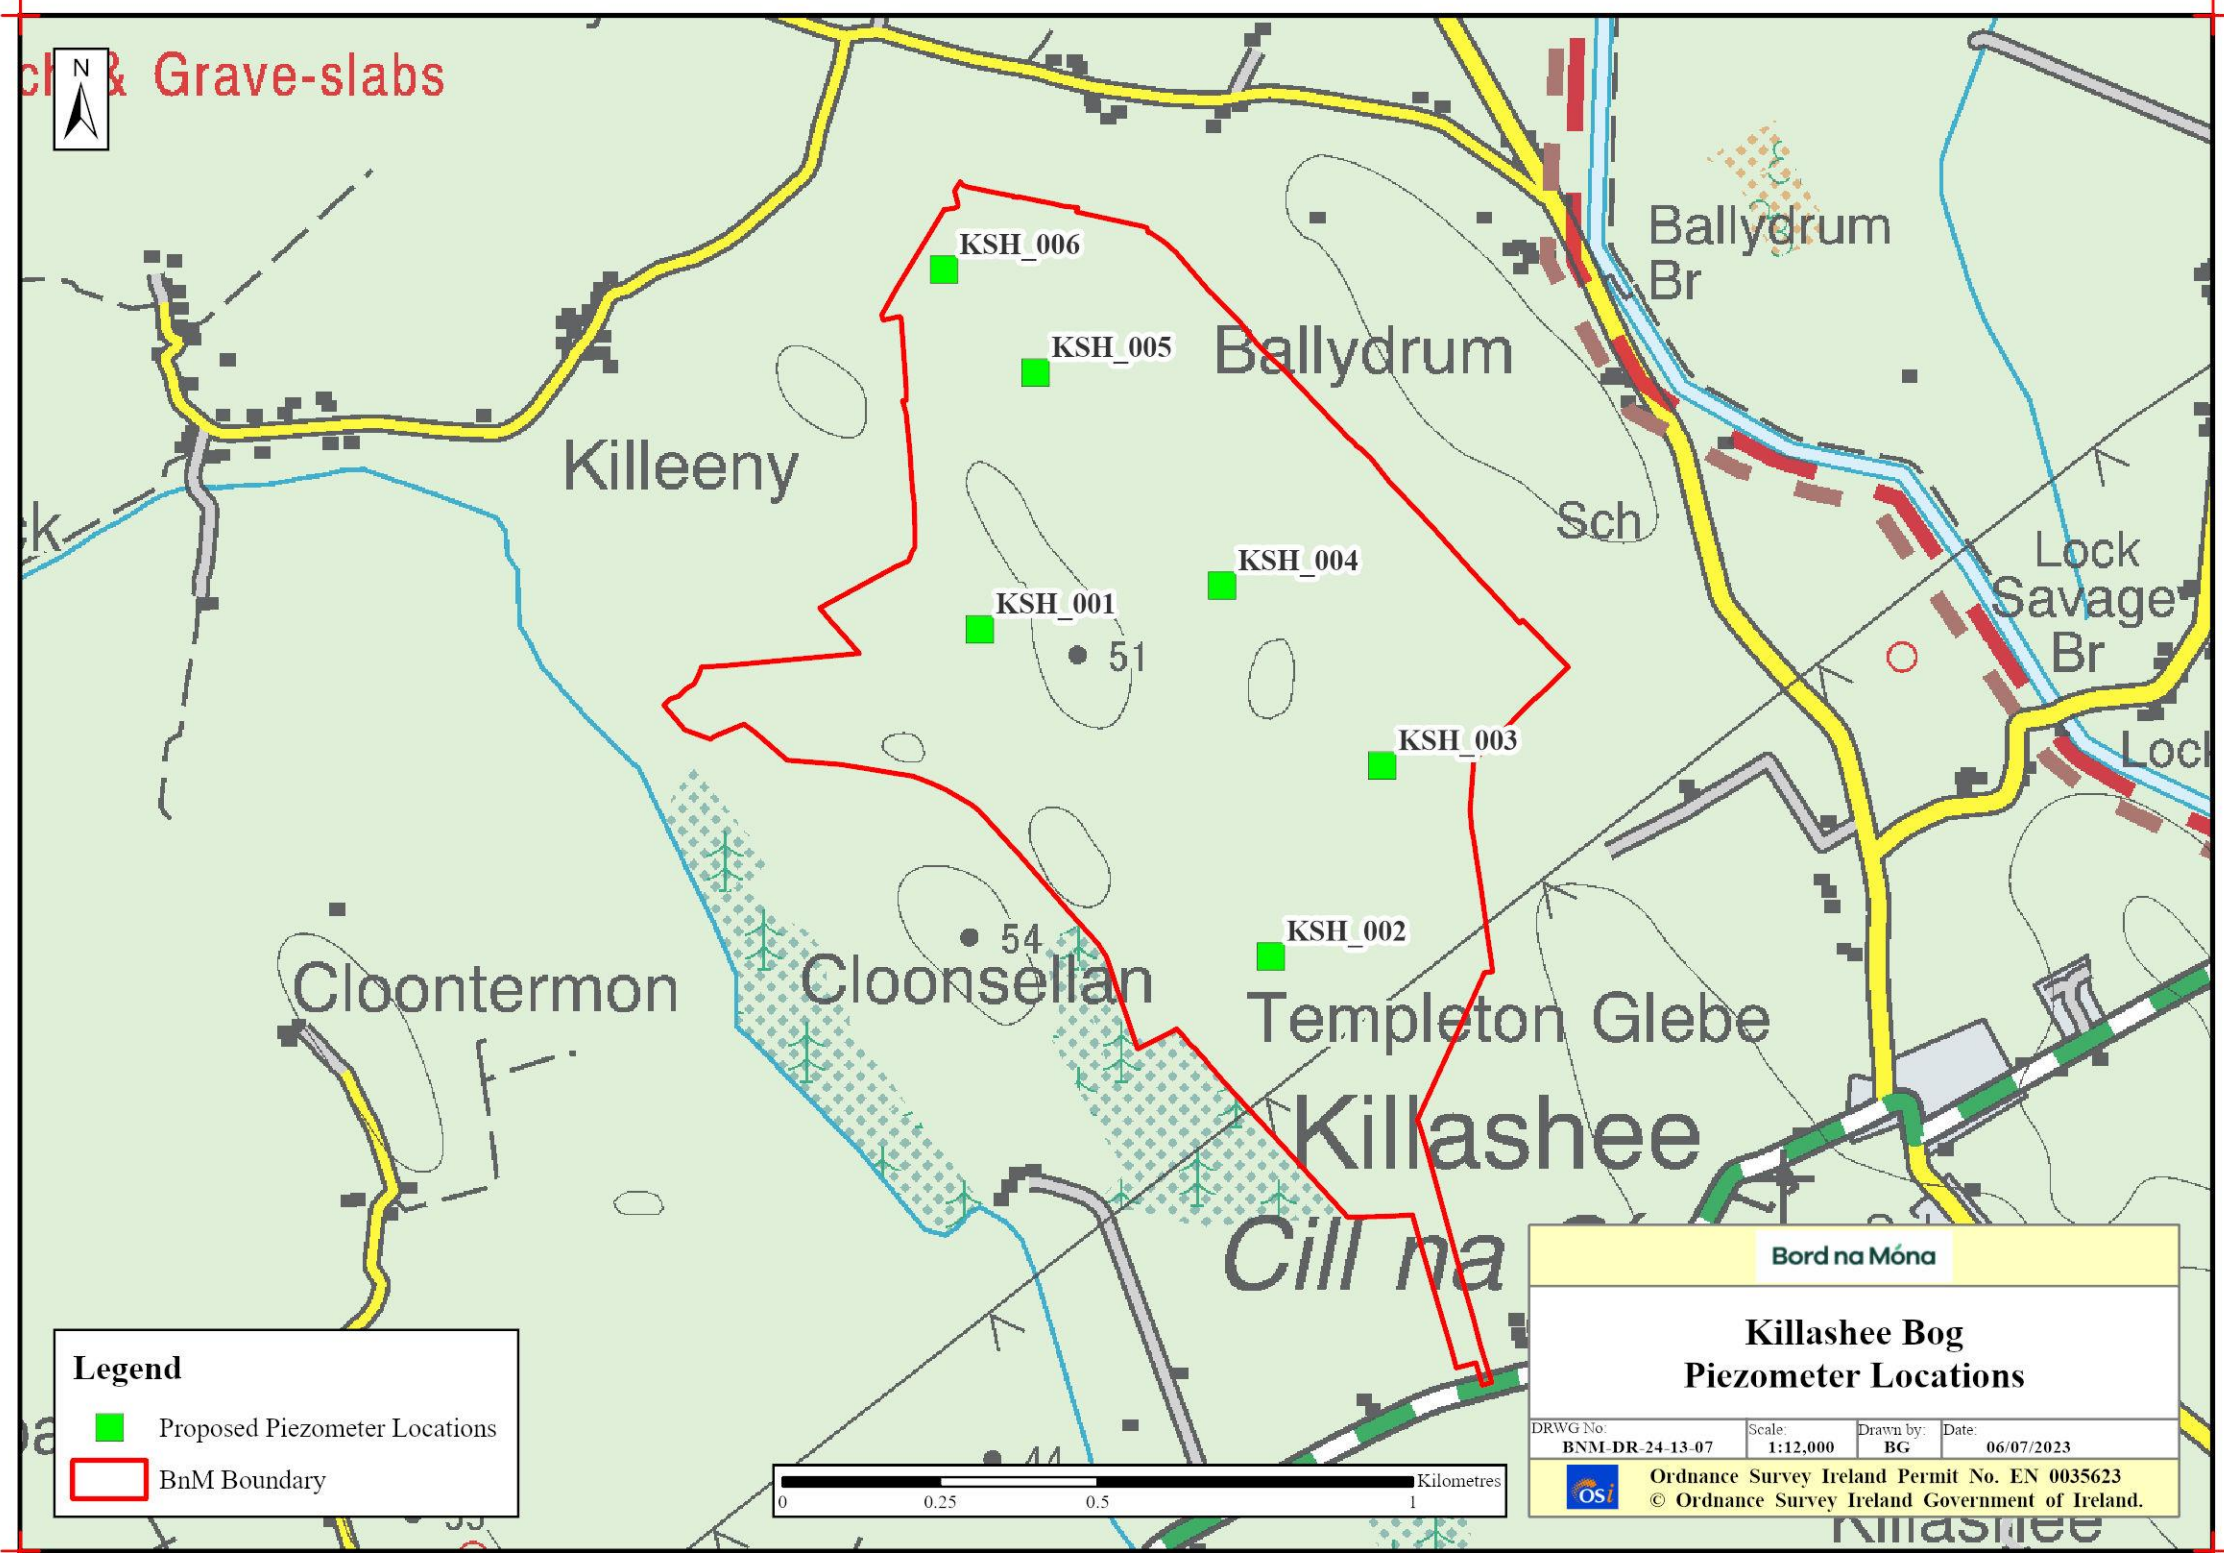 N
& Grave-slabs
KSH_006
Ballydrum
Br
KSH_005
Ballydrum
Killeeny
k
Sch
Lock
Savage
Br
KSH_004
KSH_001
51
KSH_003
Lock
KSH_002
54
Cloonsellan
Cloontermon
Templeton Glebe
Killashee
Cill na
Bord na Móna
Killashee Bog
Piezometer Locations
DRWG No:
BNM-DR-24-13-07
Scale:
1:12,000
Drawn by:
BG
Date:
06/07/2023
OSi
Ordnance Survey Ireland Permit No. EN 0035623
© Ordnance Survey Ireland Government of Ireland.
Killashee
Legend
Proposed Piezometer Locations
BnM Boundary
44
Kilometres
0 0.25 0.5 1